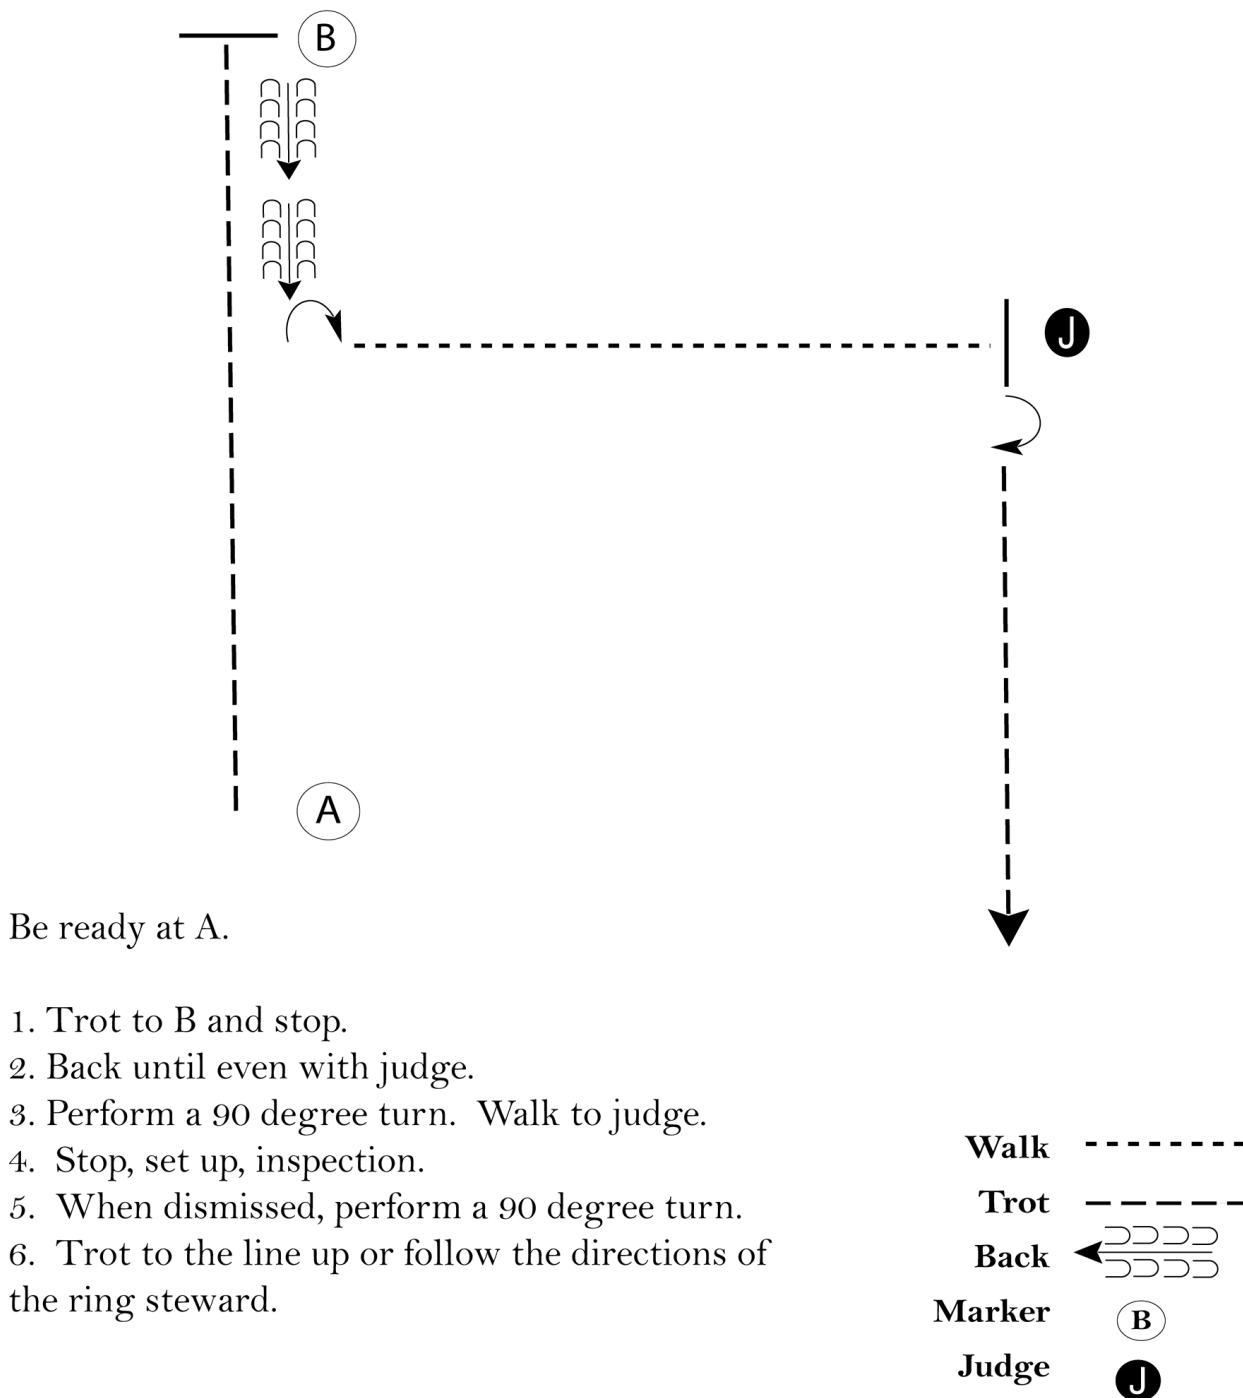 B
J
A
Be ready at A.
1. Trot to B and stop.
2. Back until even with judge.
3. Perform a 90 degree turn.  Walk to judge.
4.  Stop, set up, inspection.
5.  When dismissed, perform a 90 degree turn.
6.  Trot to the line up or follow the directions of
the ring steward.
Walk
Trot
Back
Marker B
Judge J